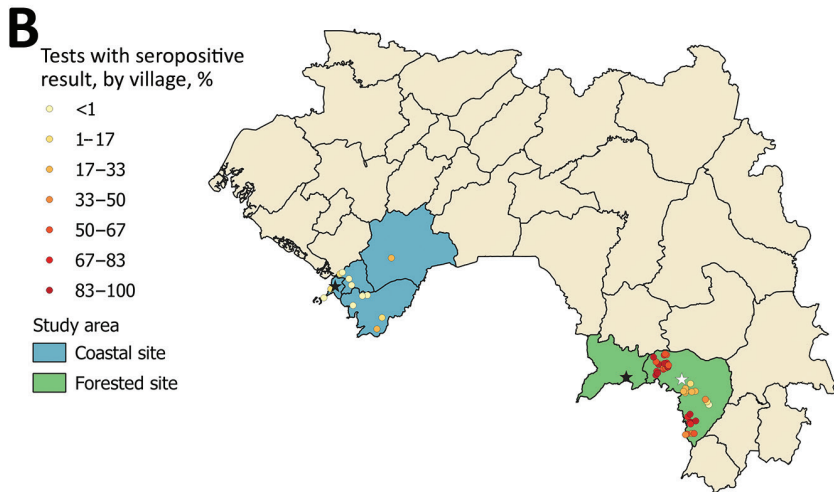 B
Tests with seropositive
result, by village, %
<1
1–17
17–33
33–50
50–67
67–83
83–100
Study area
Coastal site
Forested site